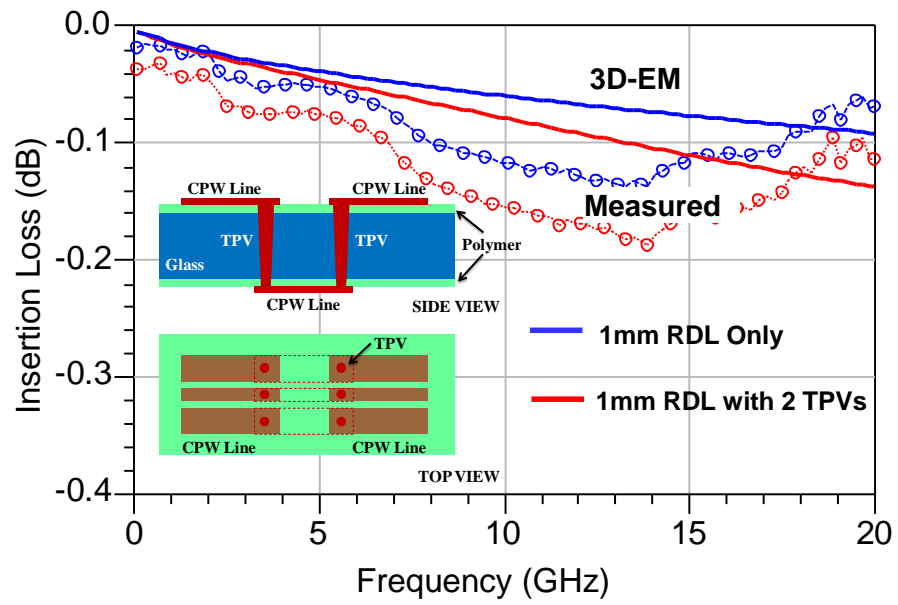 0.0
-0.1
-0.2
-0.3
-0.4
Insertion Loss (dB)
3D-EM
Measured
CPW Line
CPW Line
TPV
TPV
Polymer
Glass
CPW Line
SIDE VIEW
TPV
CPW Line
CPW Line
TOP VIEW
1mm RDL Only
1mm RDL with 2 TPVs
0
5
10
15
20
Frequency (GHz)